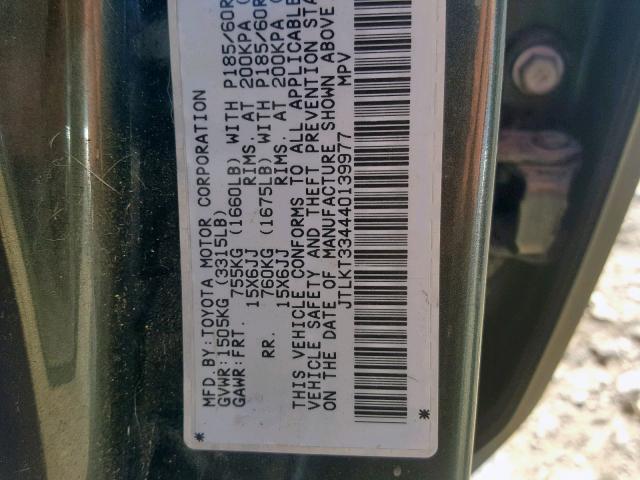 MFD. BY: TOYOTA MOTOR CORPORATION
GVWR: 1505KG (3315LB)
GAWR: FRT. 755KG (1660LB) WITH P185/60R
15X6JJ RIMS. AT 200KPA (
RR. 760KG (1675LB) WITH P185/60R
15X6JJ RIMS. AT 200KPA (
THIS VEHICLE CONFORMS TO ALL APPLICABLE
VEHICLE SAFETY AND THEFT PREVENTION STA
ON THE DATE OF MANUFACTURE SHOWN ABOVE
JTLKT334440139977 MPV
* *